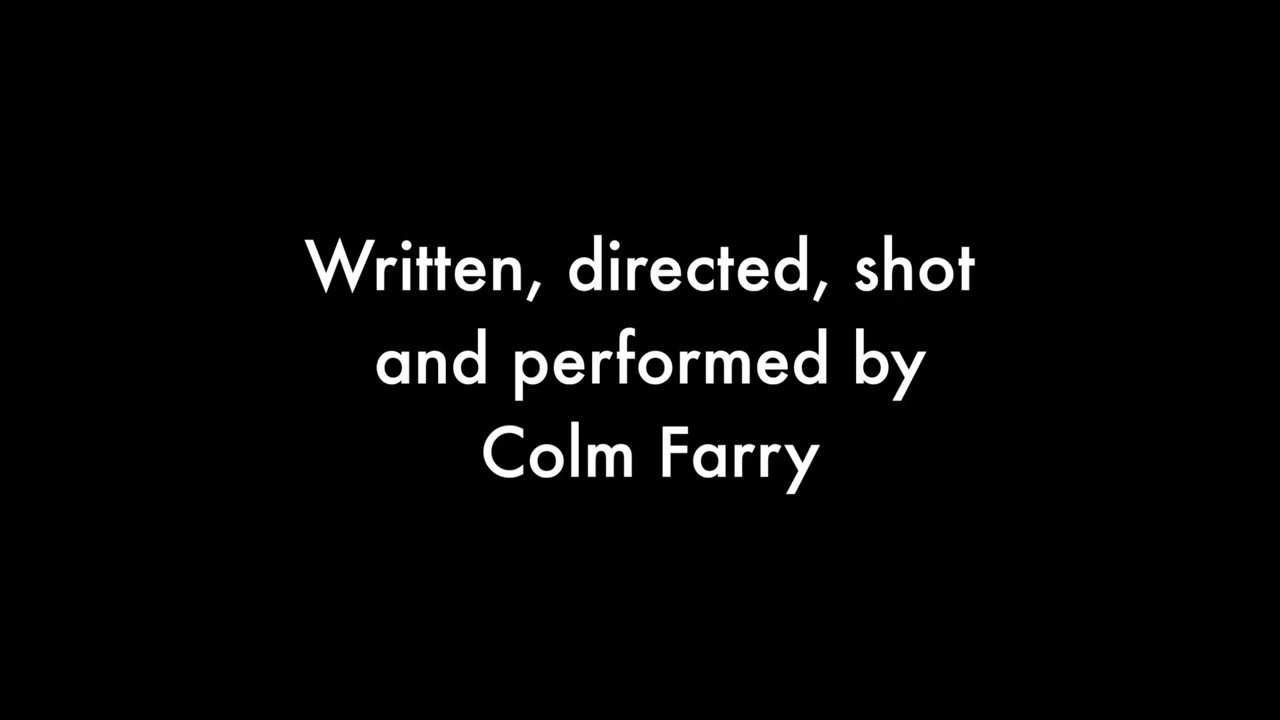 Written, directed, shot
and performed by
Colm Farry